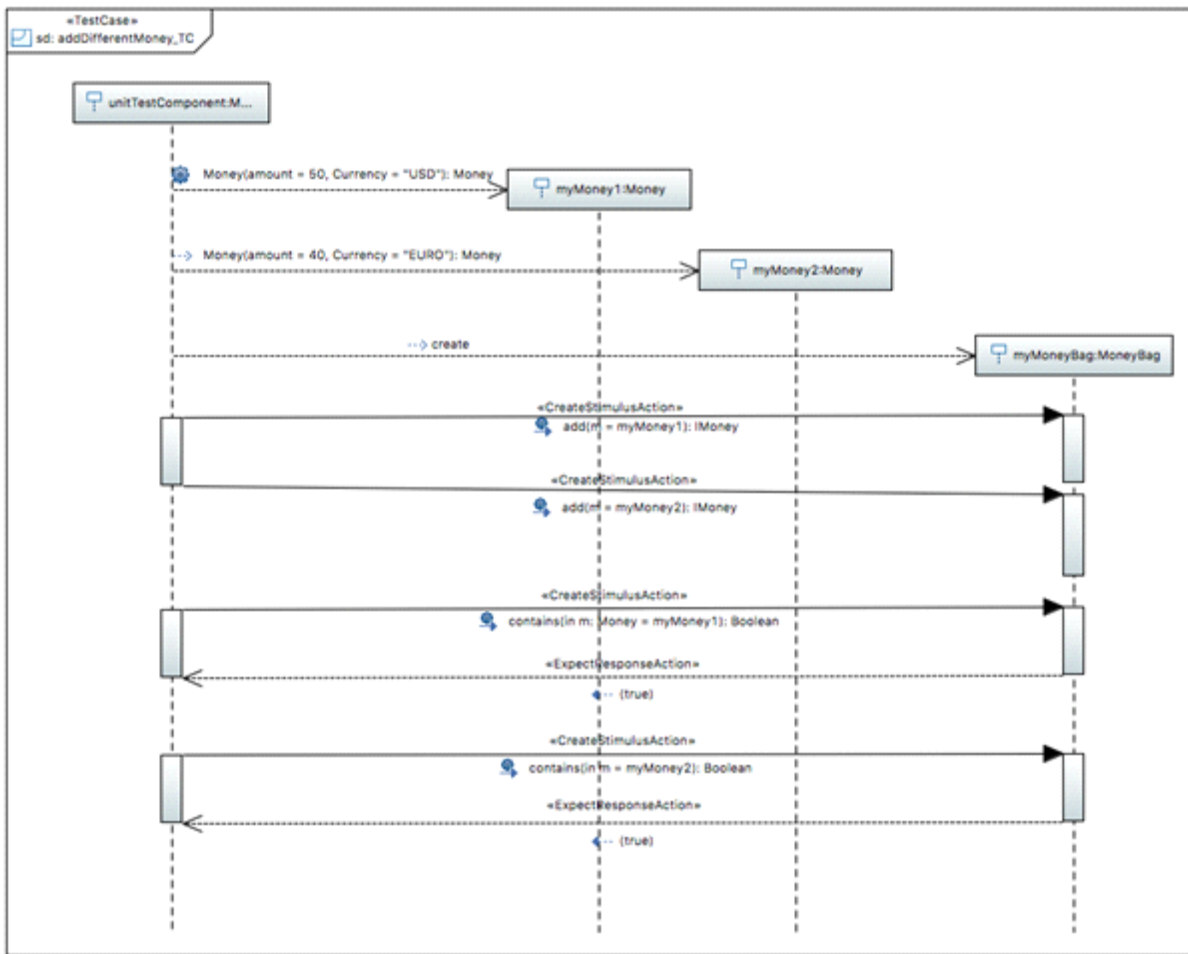 «TestCase»
sd: addDifferentMoney_TC
unitTestComponent:M...
Money(amount = 50, Currency = "USD"): Money
myMoney1:Money
Money(amount = 40, Currency = "EURO"): Money
myMoney2:Money
create
myMoneyBag:MoneyBag
«CreateStimulusAction»
add(m = myMoney1): IMoney
«CreateStimulusAction»
add(m = myMoney2): IMoney
«CreateStimulusAction»
contains(in m: Money = myMoney1): Boolean
«ExpectResponseAction»
(true)
«CreateStimulusAction»
contains(in m = myMoney2): Boolean
«ExpectResponseAction»
(true)